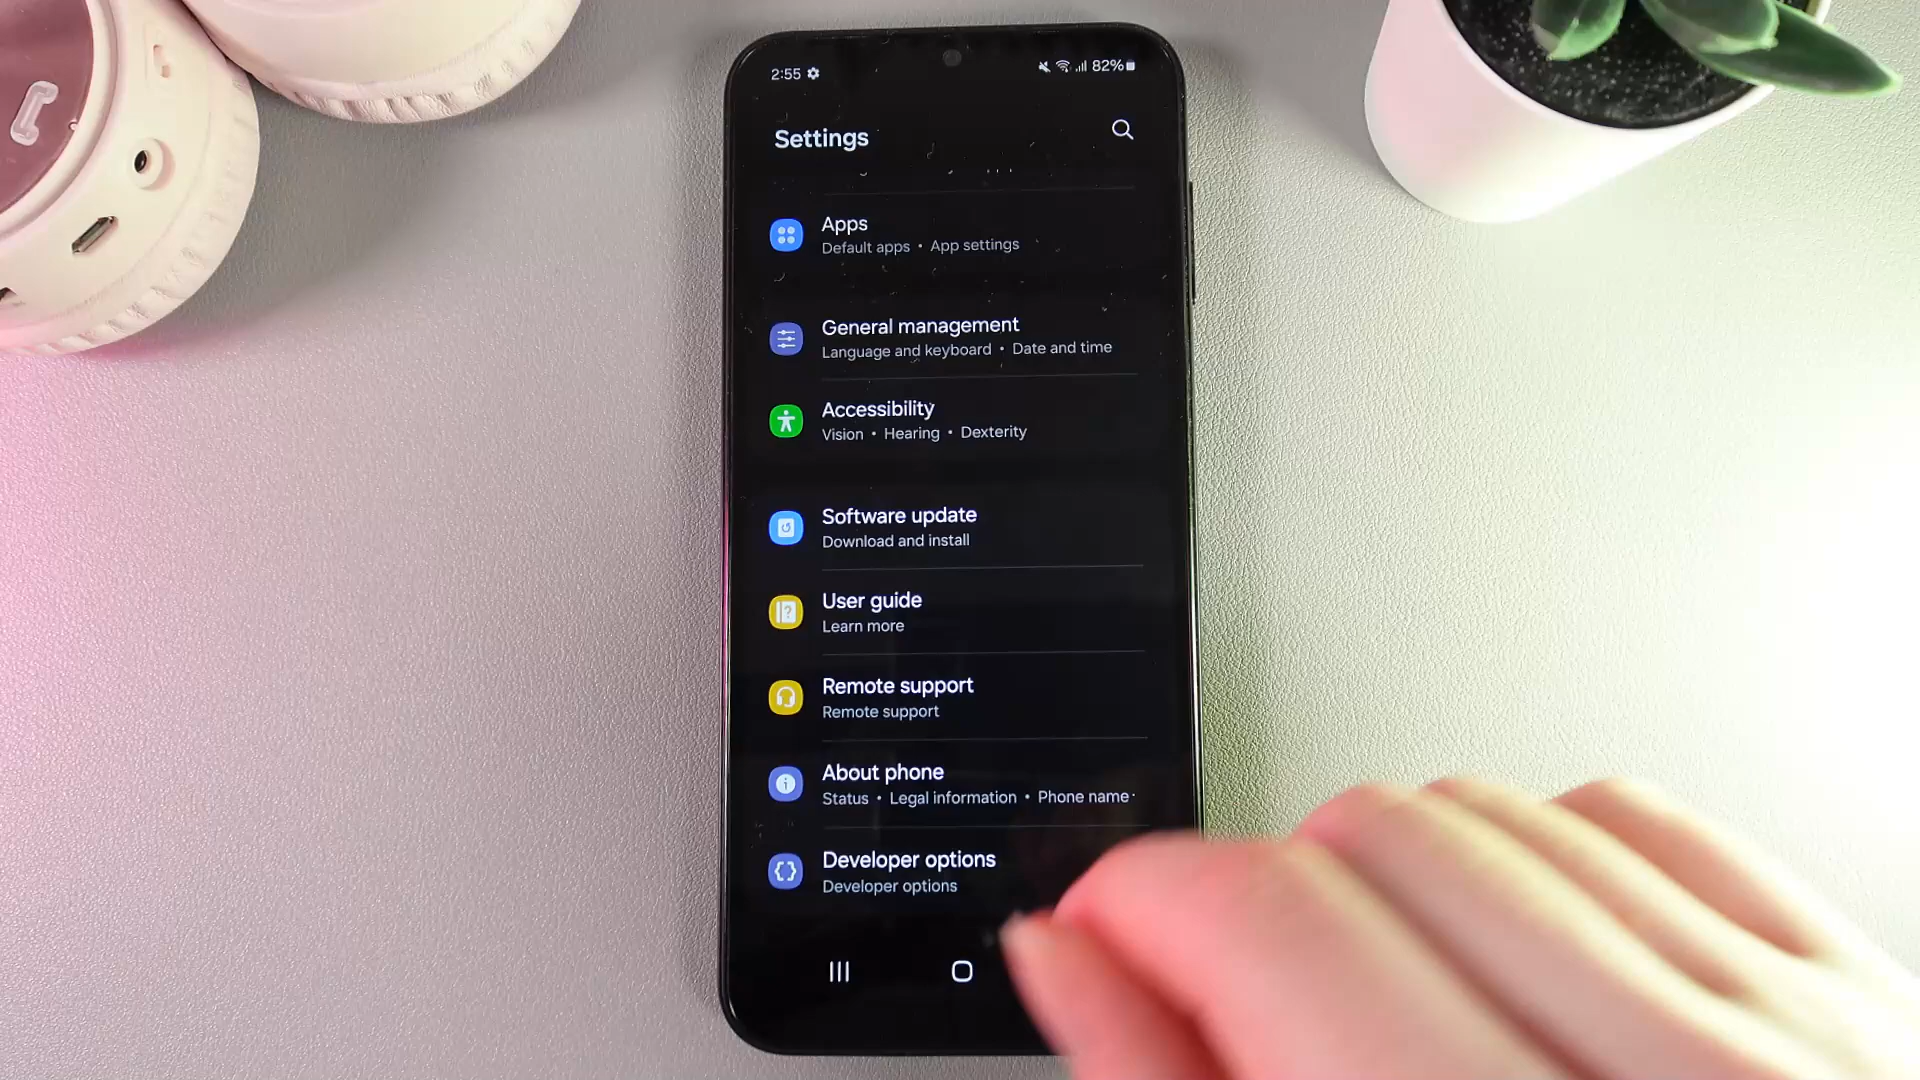 2:55
82%
Settings
Apps
Default apps • App settings
General management
Language and keyboard • Date and time
Accessibility
Vision • Hearing • Dexterity
Software update
Download and install
User guide
Learn more
Remote support
Remote support
About phone
Status • Legal information • Phone name
Developer options
Developer options